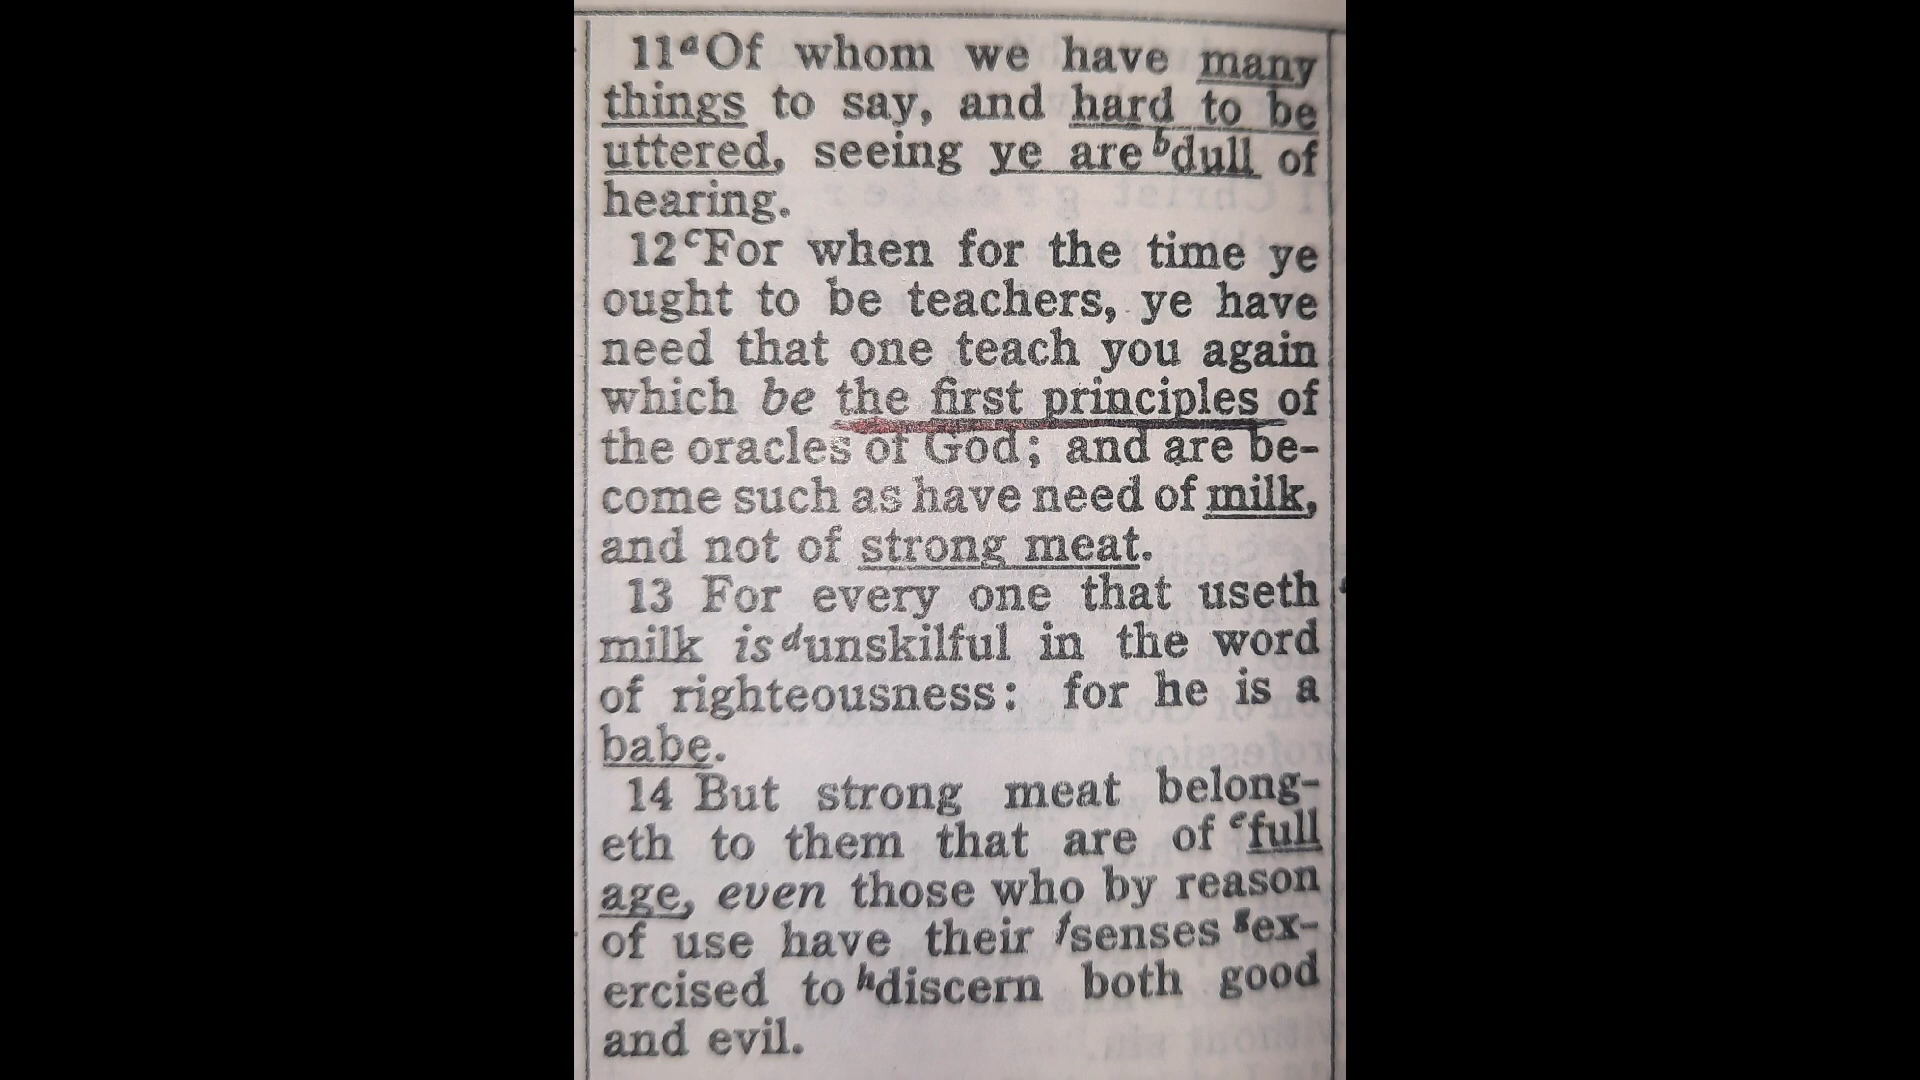 11ᵃOf whom we have many
things to say, and hard to be
uttered, seeing ye are ᵇdull of
hearing.
12ᶜFor when for the time ye
ought to be teachers, ye have
need that one teach you again
which be the first principles of
the oracles of God; and are be-
come such as have need of milk,
and not of strong meat.
13 For every one that useth
milk is ᵈunskilful in the word
of righteousness: for he is a
babe.
14 But strong meat belong-
eth to them that are of ᵉfull
age, even those who by reason
of use have their ᶠsenses ᵍex-
ercised to ʰdiscern both good
and evil.